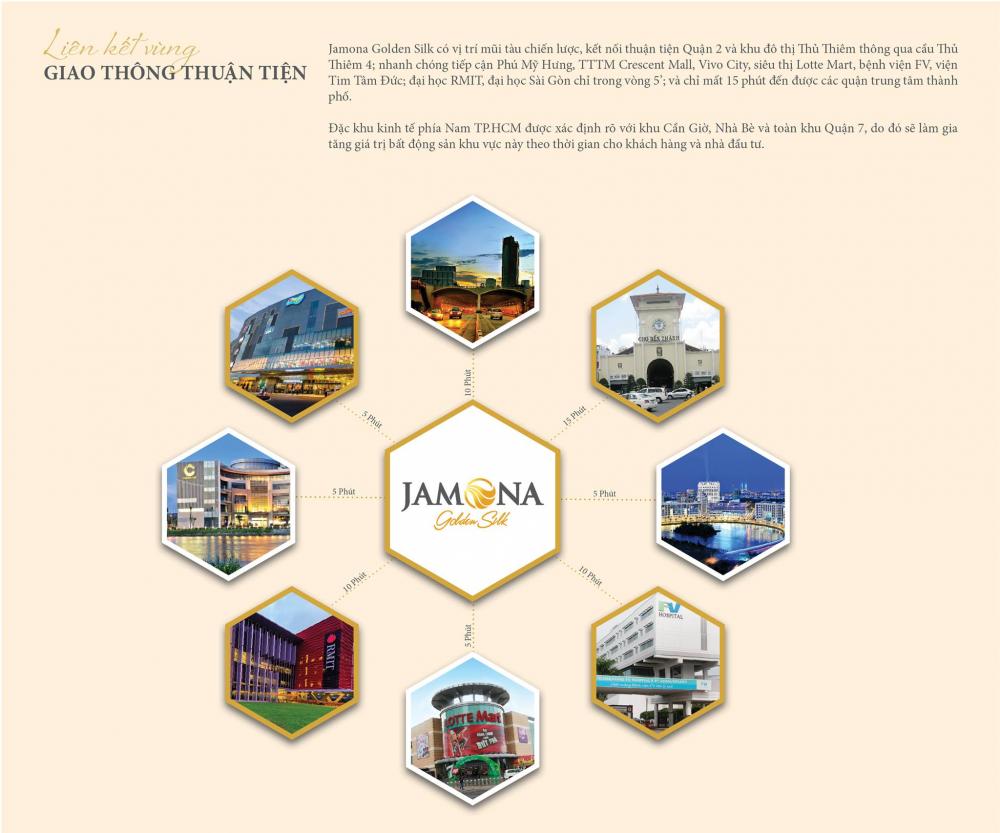 Liên kết vùng
GIAO THÔNG THUẬN TIỆN
Jamona Golden Silk có vị trí mũi tàu chiến lược, kết nối thuận tiện Quận 2 và khu đô thị Thủ Thiêm thông qua cầu Thủ
Thiêm 4; nhanh chóng tiếp cận Phú Mỹ Hưng, TTTM Crescent Mall, Vivo City, siêu thị Lotte Mart, bệnh viện FV, viện
Tim Tâm Đức; đại học RMIT, đại học Sài Gòn chỉ trong vòng 5’; và chỉ mất 15 phút đến được các quận trung tâm thành
phố.
Đặc khu kinh tế phía Nam TP.HCM được xác định rõ với khu Cần Giờ, Nhà Bè và toàn khu Quận 7, do đó sẽ làm gia
tăng giá trị bất động sản khu vực này theo thời gian cho khách hàng và nhà đầu tư.
CHỢ BẾN THÀNH
10 Phút
5 Phút
15 Phút
5 Phút
JAMONA
Golden Silk
5 Phút
10 Phút
5 Phút
10 Phút
RMIT
LOTTE Mart
FV
HOSPITAL